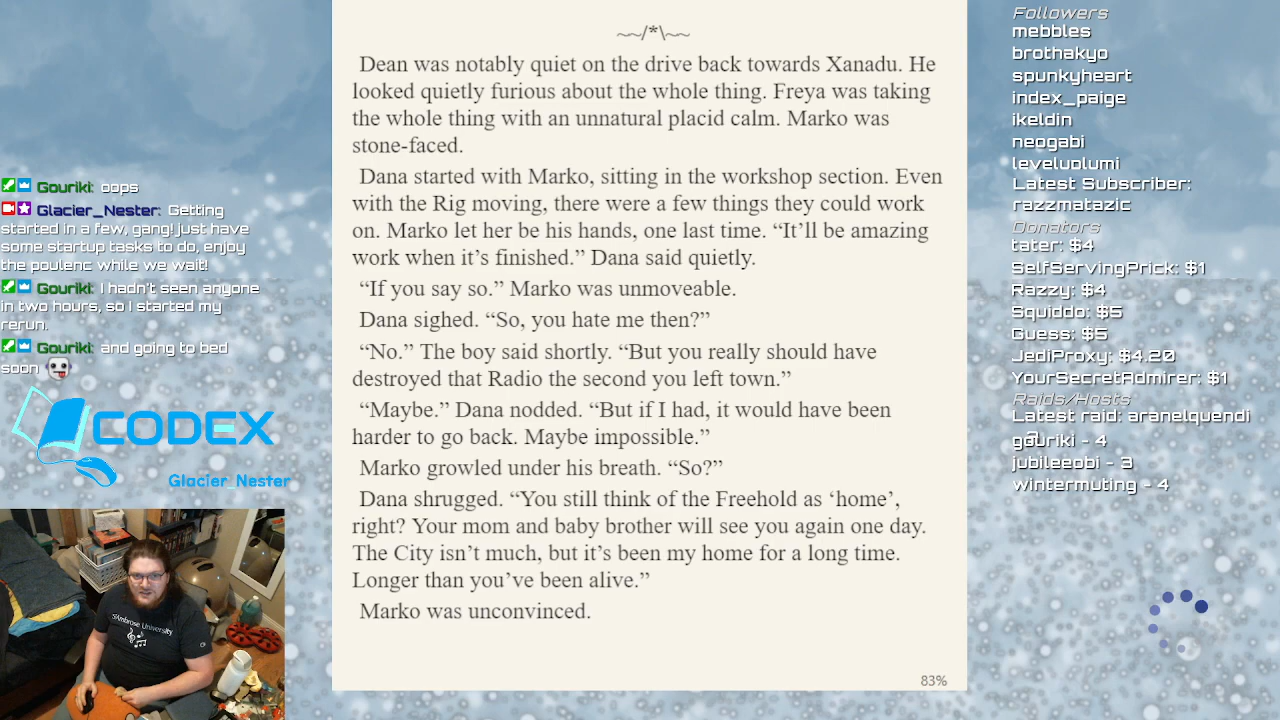 ~~/*\~~
Dean was notably quiet on the drive back towards Xanadu. He
looked quietly furious about the whole thing. Freya was taking
the whole thing with an unnatural placid calm. Marko was
stone-faced.
Dana started with Marko, sitting in the workshop section. Even
with the Rig moving, there were a few things they could work
on. Marko let her be his hands, one last time. “It’ll be amazing
work when it’s finished.” Dana said quietly.
“If you say so.” Marko was unmoveable.
Dana sighed. “So, you hate me then?”
“No.” The boy said shortly. “But you really should have
destroyed that Radio the second you left town.”
“Maybe.” Dana nodded. “But if I had, it would have been
harder to go back. Maybe impossible.”
Marko growled under his breath. “So?”
Dana shrugged. “You still think of the Freehold as ‘home’,
right? Your mom and baby brother will see you again one day.
The City isn’t much, but it’s been my home for a long time.
Longer than you’ve been alive.”
Marko was unconvinced.
83%
Gouriki: oops
Glacier_Nester: Getting
started in a few, gang! just have
some startup tasks to do, enjoy
the poulenc while we wait!
Gouriki: I hadn't seen anyone
in two hours, so I started my
rerun.
Gouriki: and going to bed
soon
CODEX
Glacier_Nester
St. Ambrose University
Followers
mebbles
brothakyo
spunkyheart
index_paige
ikeldin
neogabi
levelupluml
Latest Subscriber:
razzmatazic
Donators
tater: $4
SelfServingPrick: $1
Razzy: $4
Squiddo: $5
Guess: $5
JediProxy: $4.20
YourSecretAdmirer: $1
Raids/Hosts
Latest raid: aranelquendi
gouriki - 4
jubileeobi - 3
wintermuting - 4